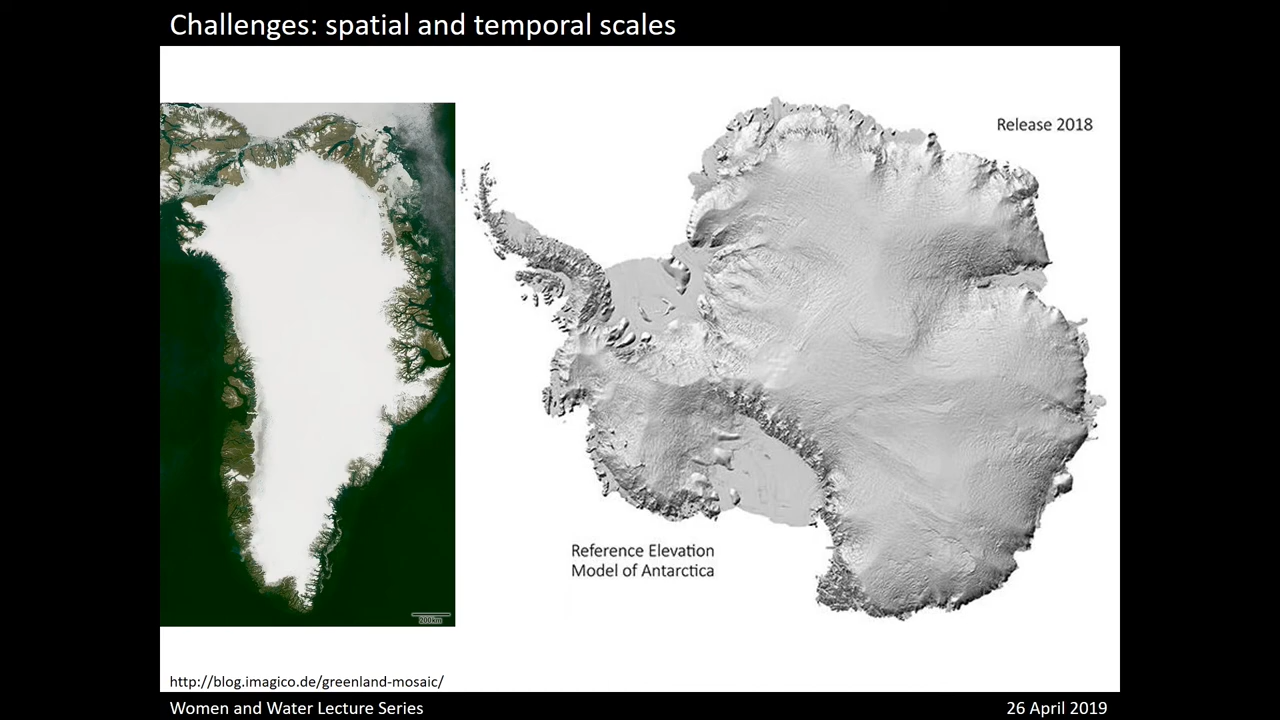 Challenges: spatial and temporal scales
Release 2018
Reference Elevation
Model of Antarctica
200km
http://blog.imagico.de/greenland-mosaic/
Women and Water Lecture Series
26 April 2019